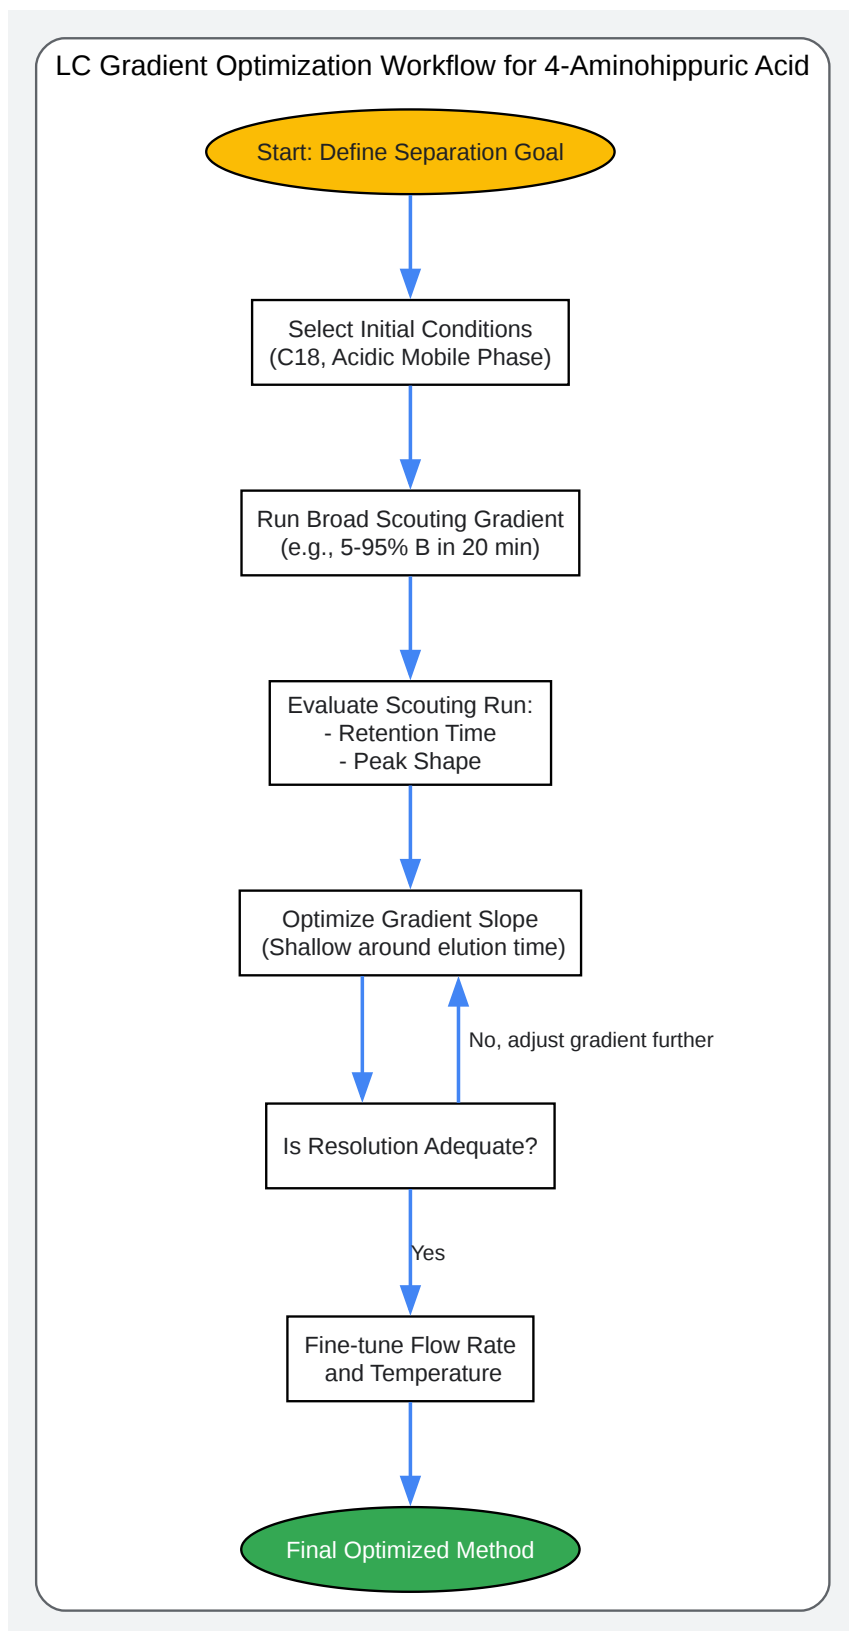 LC Gradient Optimization Workflow for 4-Aminohippuric Acid
Start: Define Separation Goal
Select Initial Conditions
(C18, Acidic Mobile Phase)
Run Broad Scouting Gradient
(e.g., 5-95% B in 20 min)
Evaluate Scouting Run:
- Retention Time
- Peak Shape
Optimize Gradient Slope
(Shallow around elution time)
No, adjust gradient further
Is Resolution Adequate?
Yes
Fine-tune Flow Rate
and Temperature
Final Optimized Method